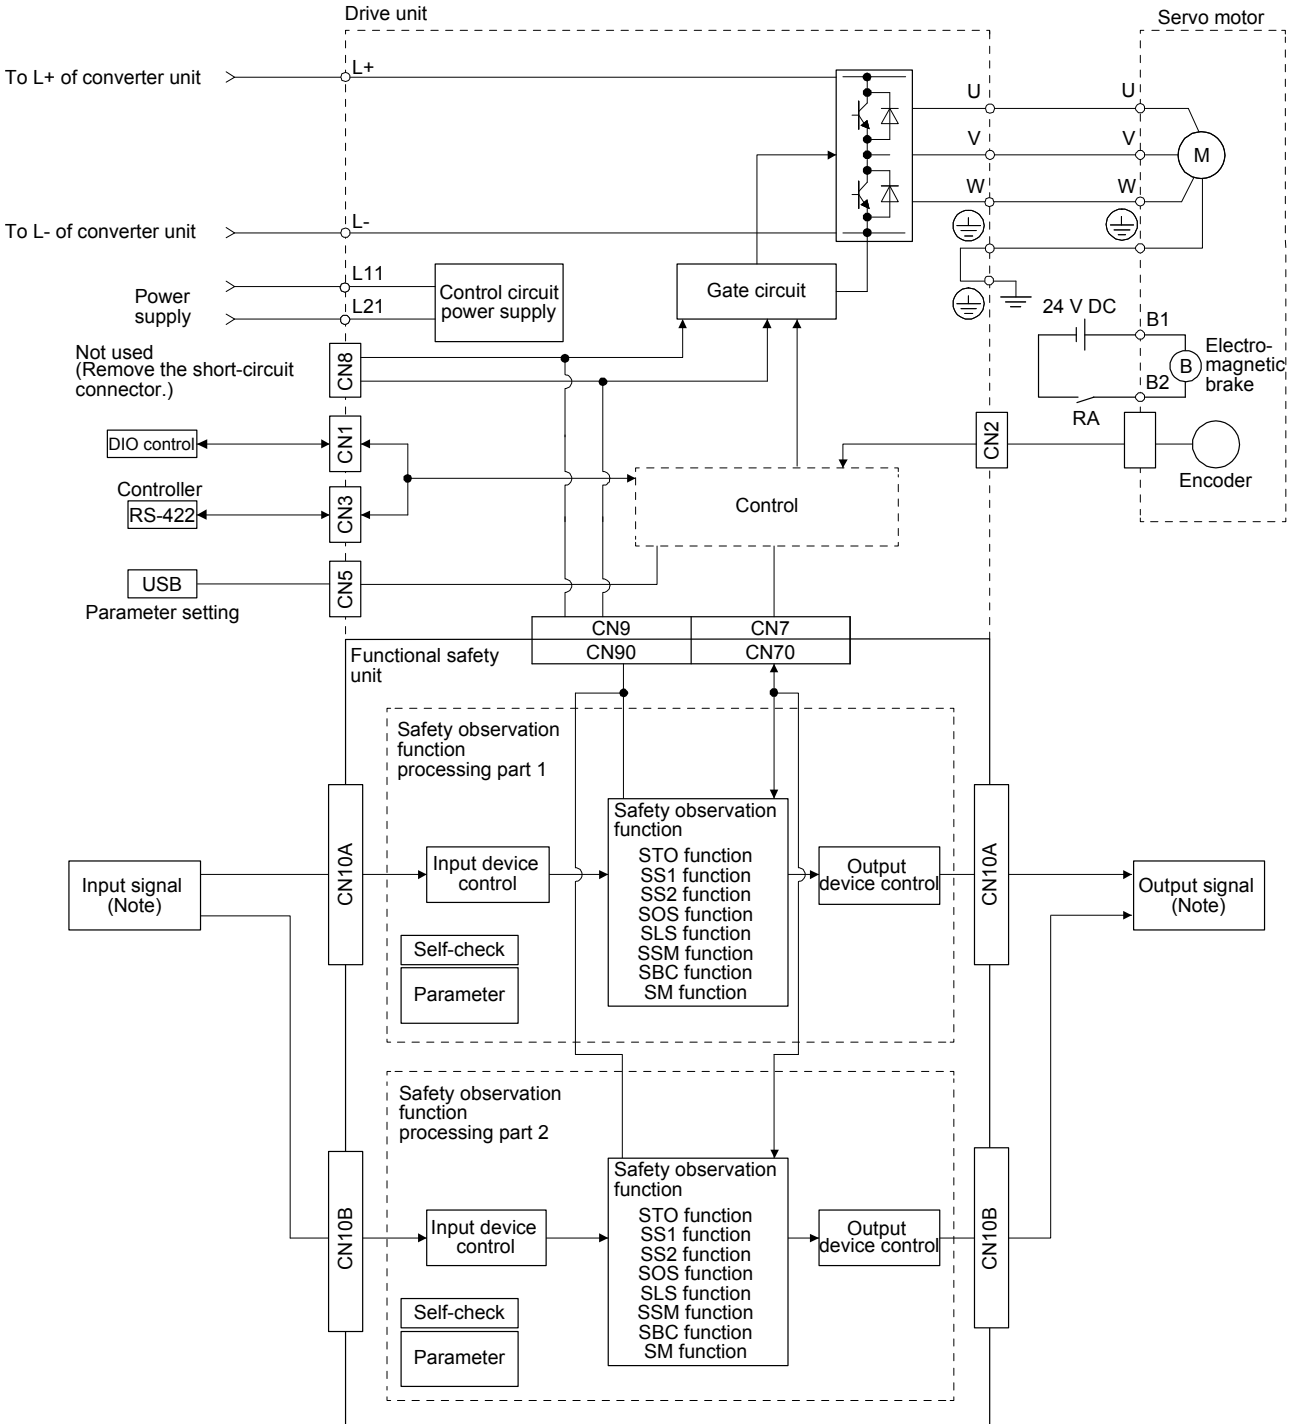 Drive unit
Servo motor
To L+ of converter unit
L+
U
U
V
V
M
W
W
To L- of converter unit
L-
L11
Power
supply
L21
Control circuit
power supply
Gate circuit
24 V DC
B1
Electro-
magnetic
brake
B
B2
RA
Not used
(Remove the short-circuit
connector.)
CN8
DIO control
CN1
CN2
Encoder
Controller
RS-422
CN3
Control
USB
CN5
Parameter setting
CN9
CN7
CN90
CN70
Functional safety
unit
Safety observation
function
processing part 1
Safety observation
function
STO function
SS1 function
SS2 function
SOS function
SLS function
SSM function
SBC function
SM function
Input signal
(Note)
CN10A
Input device
control
Output
device control
CN10A
Output signal
(Note)
Self-check
Parameter
Safety observation
function
processing part 2
Safety observation
function
STO function
SS1 function
SS2 function
SOS function
SLS function
SSM function
SBC function
SM function
CN10B
Input device
control
Output
device control
CN10B
Self-check
Parameter